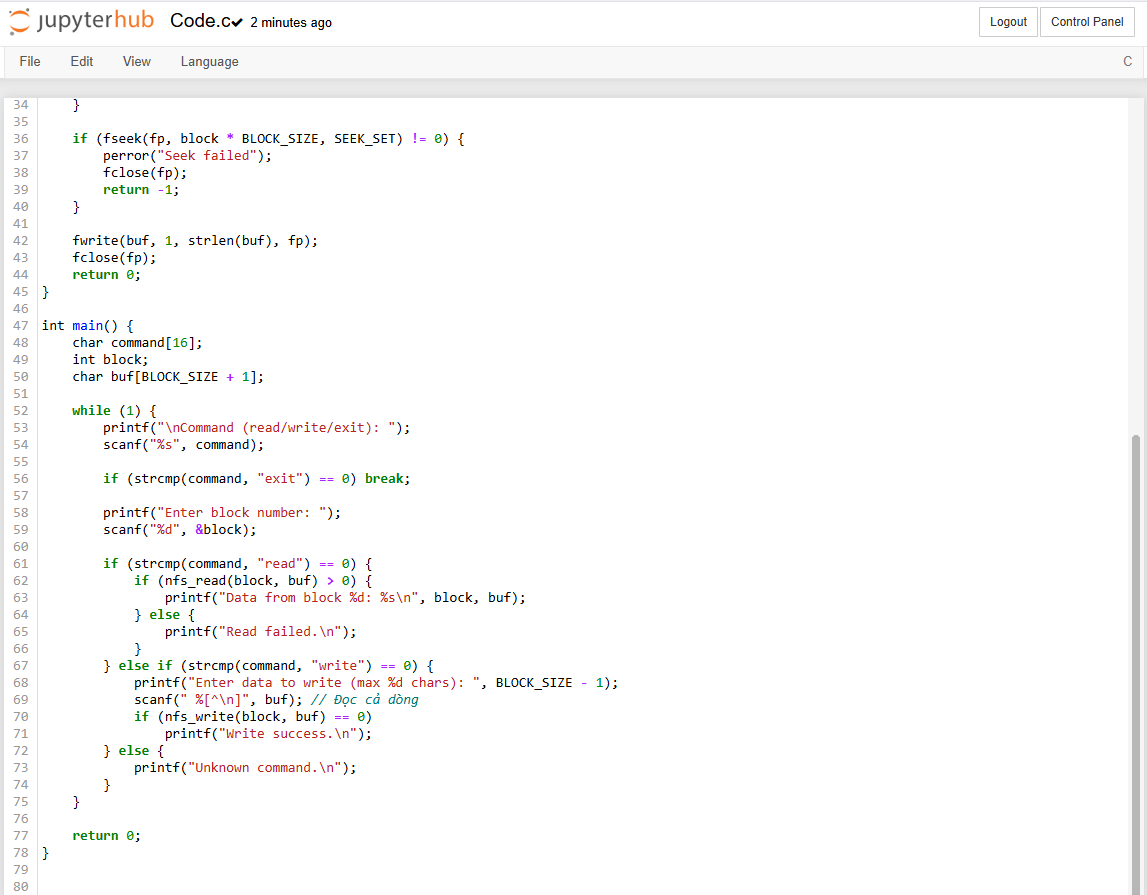 jupyterhub Code.c✔ 2 minutes ago Logout Control Panel
File Edit View Language C
34     }
35
36     if (fseek(fp, block * BLOCK_SIZE, SEEK_SET) != 0) {
37         perror("Seek failed");
38         fclose(fp);
39         return -1;
40     }
41
42     fwrite(buf, 1, strlen(buf), fp);
43     fclose(fp);
44     return 0;
45 }
46
47 int main() {
48     char command[16];
49     int block;
50     char buf[BLOCK_SIZE + 1];
51
52     while (1) {
53         printf("\nCommand (read/write/exit): ");
54         scanf("%s", command);
55
56         if (strcmp(command, "exit") == 0) break;
57
58         printf("Enter block number: ");
59         scanf("%d", &block);
60
61         if (strcmp(command, "read") == 0) {
62             if (nfs_read(block, buf) > 0) {
63                 printf("Data from block %d: %s\n", block, buf);
64             } else {
65                 printf("Read failed.\n");
66             }
67         } else if (strcmp(command, "write") == 0) {
68             printf("Enter data to write (max %d chars): ", BLOCK_SIZE - 1);
69             scanf(" %[^\n]", buf); // Đọc cả dòng
70             if (nfs_write(block, buf) == 0)
71                 printf("Write success.\n");
72         } else {
73             printf("Unknown command.\n");
74         }
75     }
76
77     return 0;
78 }
79
80